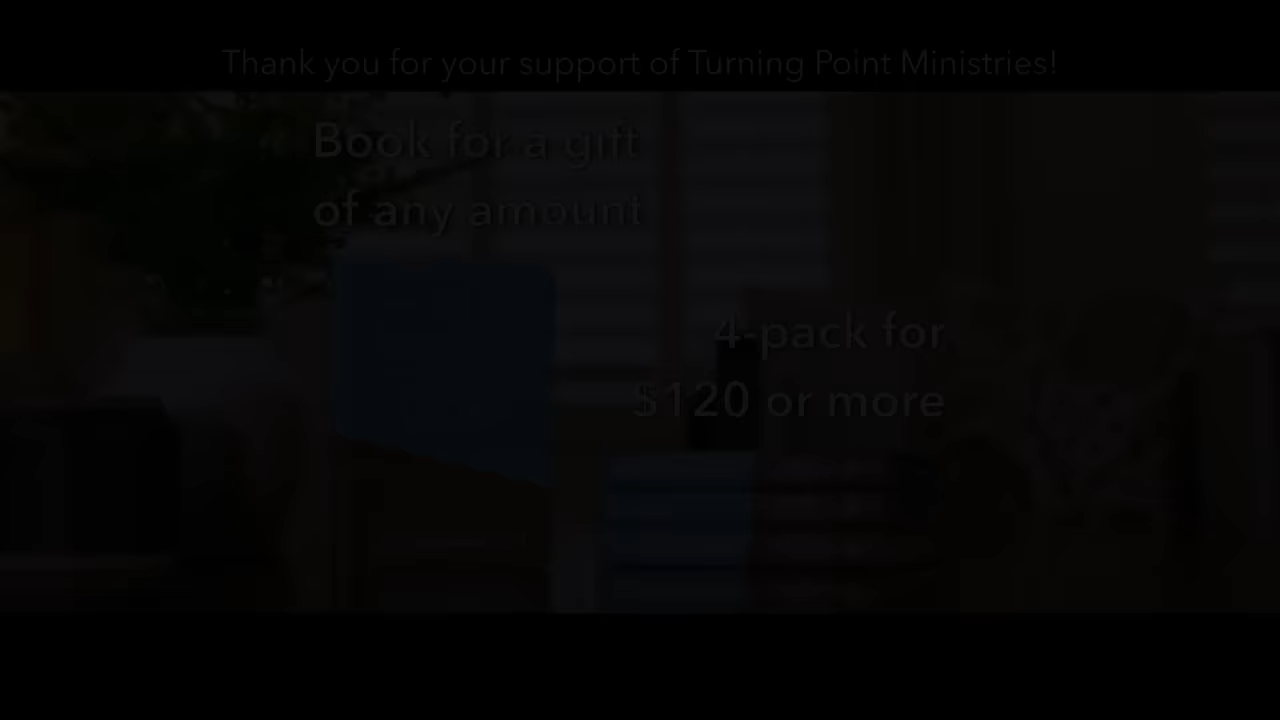 Thank you for your support of Turning Point Ministries!
Book for a gift
of any amount
4-pack for
$120 or more